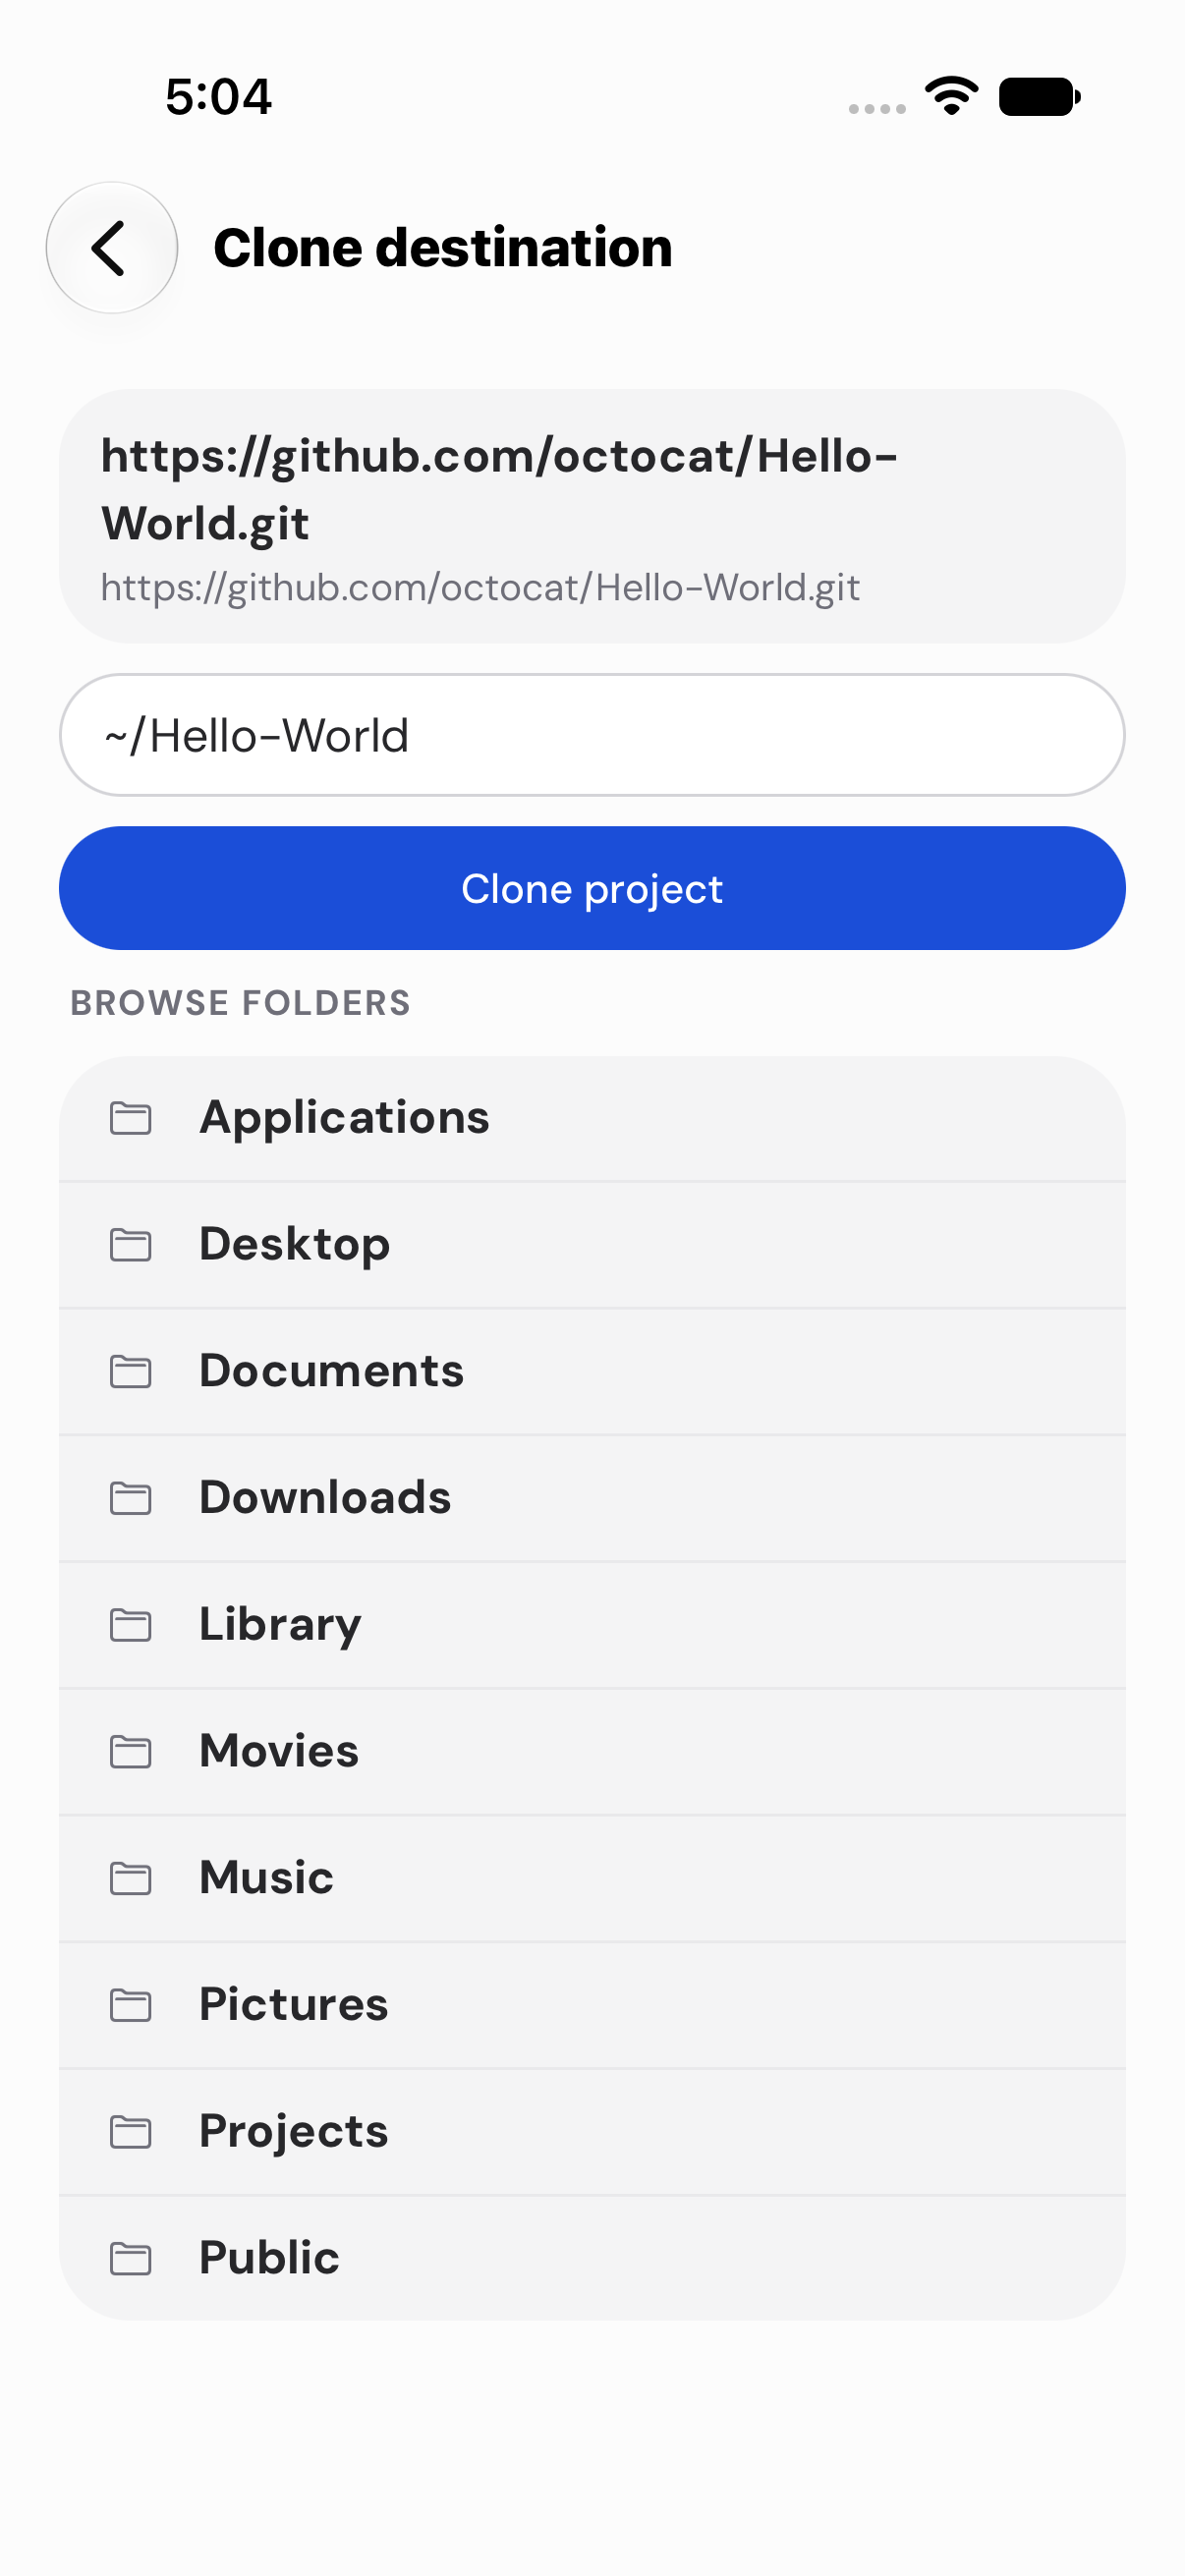 5:04
Clone destination
https://github.com/octocat/Hello-
World.git
https://github.com/octocat/Hello-World.git
~/Hello-World
Clone project
BROWSE FOLDERS
Applications
Desktop
Documents
Downloads
Library
Movies
Music
Pictures
Projects
Public